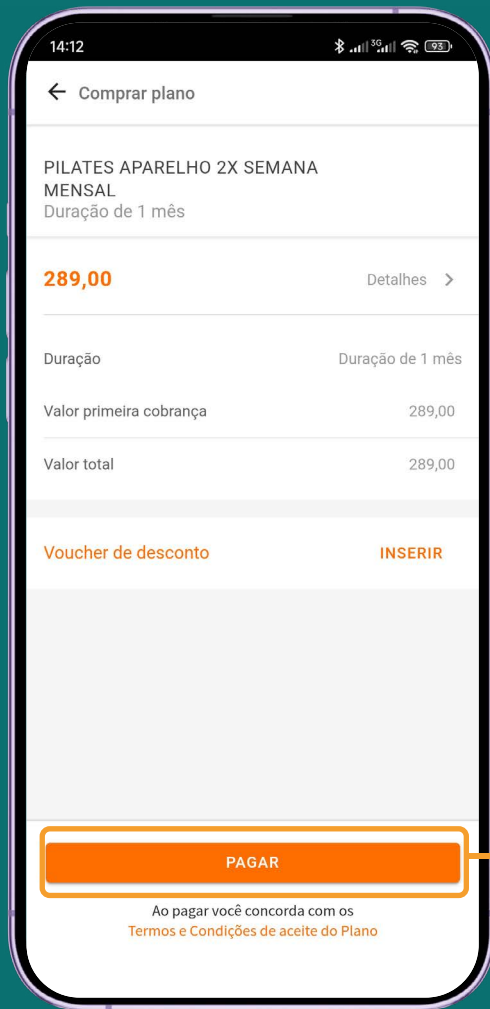 14:12
3G
93
Comprar plano
PILATES APARELHO 2X SEMANA
MENSAL
Duração de 1 mês
289,00
Detalhes
Duração
Duração de 1 mês
Valor primeira cobrança
289,00
Valor total
289,00
Voucher de desconto
INSERIR
PAGAR
Ao pagar você concorda com os
Termos e Condições de aceite do Plano